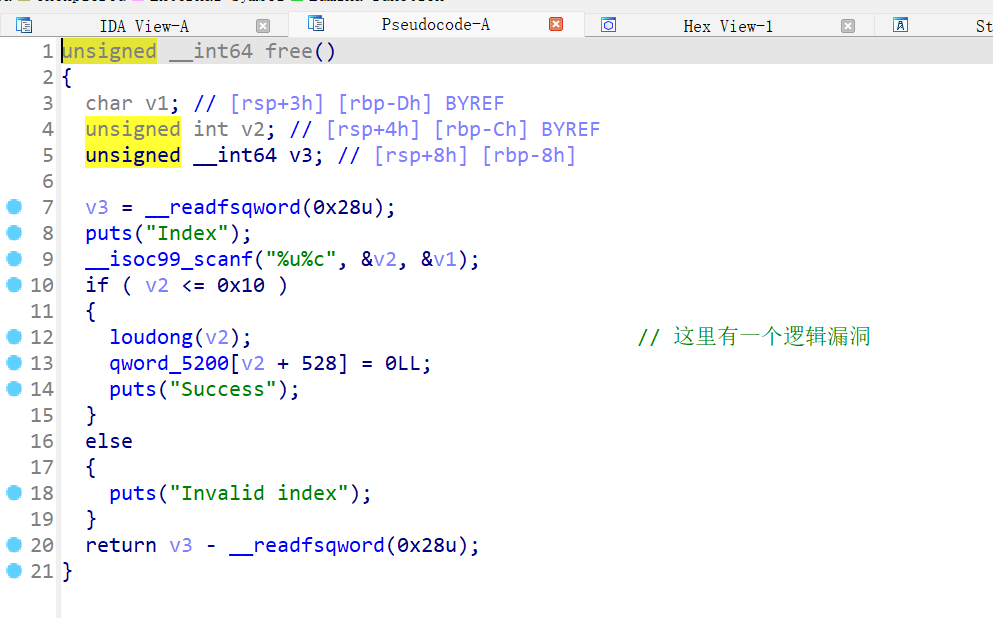 IDA View-A Pseudocode-A Hex View-1 St
1 unsigned __int64 free()
2 {
3 char v1; // [rsp+3h] [rbp-Dh] BYREF
4 unsigned int v2; // [rsp+4h] [rbp-Ch] BYREF
5 unsigned __int64 v3; // [rsp+8h] [rbp-8h]
6
7 v3 = __readfsqword(0x28u);
8 puts("Index");
9 __isoc99_scanf("%u%c", &v2, &v1);
10 if ( v2 <= 0x10 )
11 {
12 loudong(v2); // 这里有一个逻辑漏洞
13 qword_5200[v2 + 528] = 0LL;
14 puts("Success");
15 }
16 else
17 {
18 puts("Invalid index");
19 }
20 return v3 - __readfsqword(0x28u);
21 }